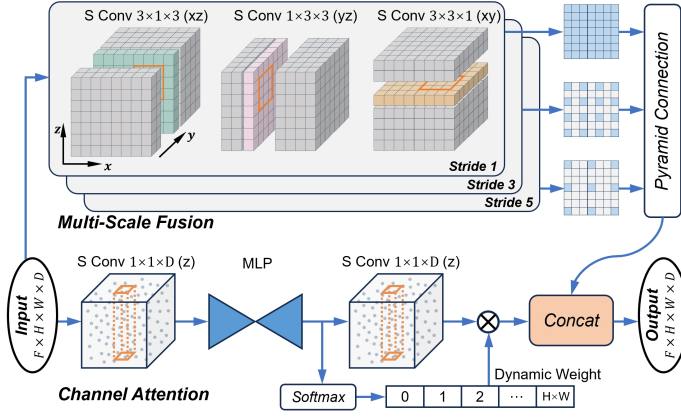 S Conv 3×1×3 (xz)
S Conv 1×3×3 (yz)
S Conv 3×3×1 (xy)
z
y
x
Stride 1
Stride 3
Stride 5
Multi-Scale Fusion
Pyramid Connection
Input
F × H × W × D
S Conv 1×1×D (z)
MLP
S Conv 1×1×D (z)
Concat
Output
F × H × W × D
Channel Attention
Softmax
Dynamic Weight
0 1 2 ⋯ H×W